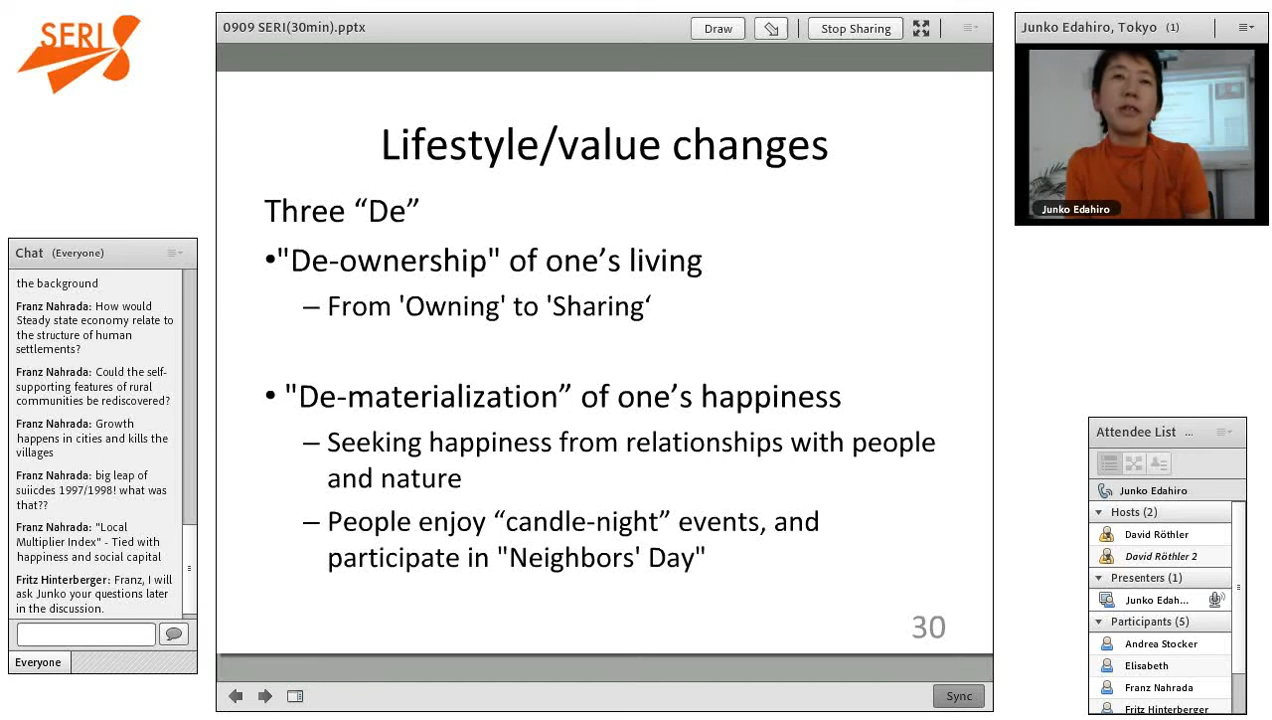 SERI
0909 SERI(30min).pptx
Draw
Stop Sharing
Lifestyle/value changes
Three “De”
•"De-ownership" of one’s living
– From 'Owning' to 'Sharing‘
• "De-materialization” of one’s happiness
– Seeking happiness from relationships with people
and nature
– People enjoy “candle-night” events, and
participate in "Neighbors' Day"
30
Sync
Chat (Everyone)
the background
Franz Nahrada: How would
Steady state economy relate to
the structure of human
settlements?
Franz Nahrada: Could the self-
supporting features of rural
communities be rediscovered?
Franz Nahrada: Growth
happens in cities and kills the
villages
Franz Nahrada: big leap of
suiicdes 1997/1998! what was
that??
Franz Nahrada: "Local
Multiplier Index" - Tied with
happiness and social capital
Fritz Hinterberger: Franz, I will
ask Junko your questions later
in the discussion.
Everyone
Junko Edahiro, Tokyo (1)
Junko Edahiro
Attendee List ...
Junko Edahiro
Hosts (2)
David Röthler
David Röthler 2
Presenters (1)
Junko Edah...
Participants (5)
Andrea Stocker
Elisabeth
Franz Nahrada
Fritz Hinterberger